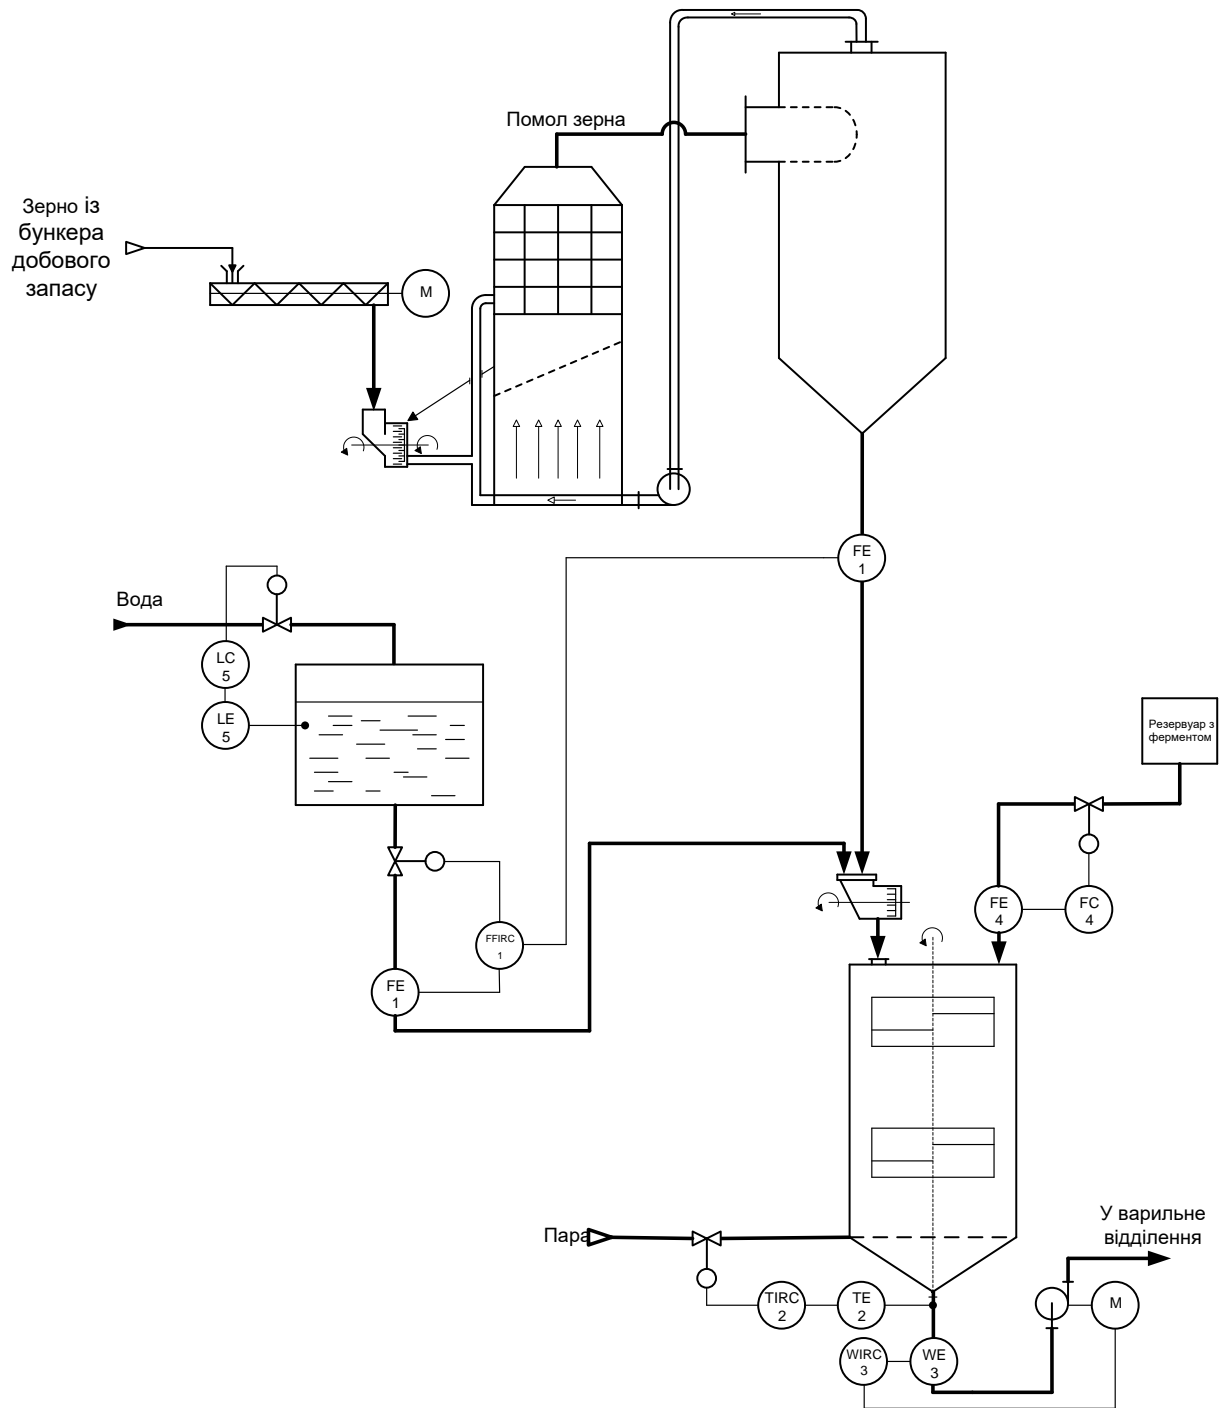 Помол зерна
Зерно із
бункера
добового
запасу
M
FE
1
Вода
LC
5
LE
5
Резервуар з
ферментом
FE
4
FC
4
FFIRC
1
FE
1
У варильне
відділення
Пара
TIRC
2
TE
2
M
WIRC
3
WE
3